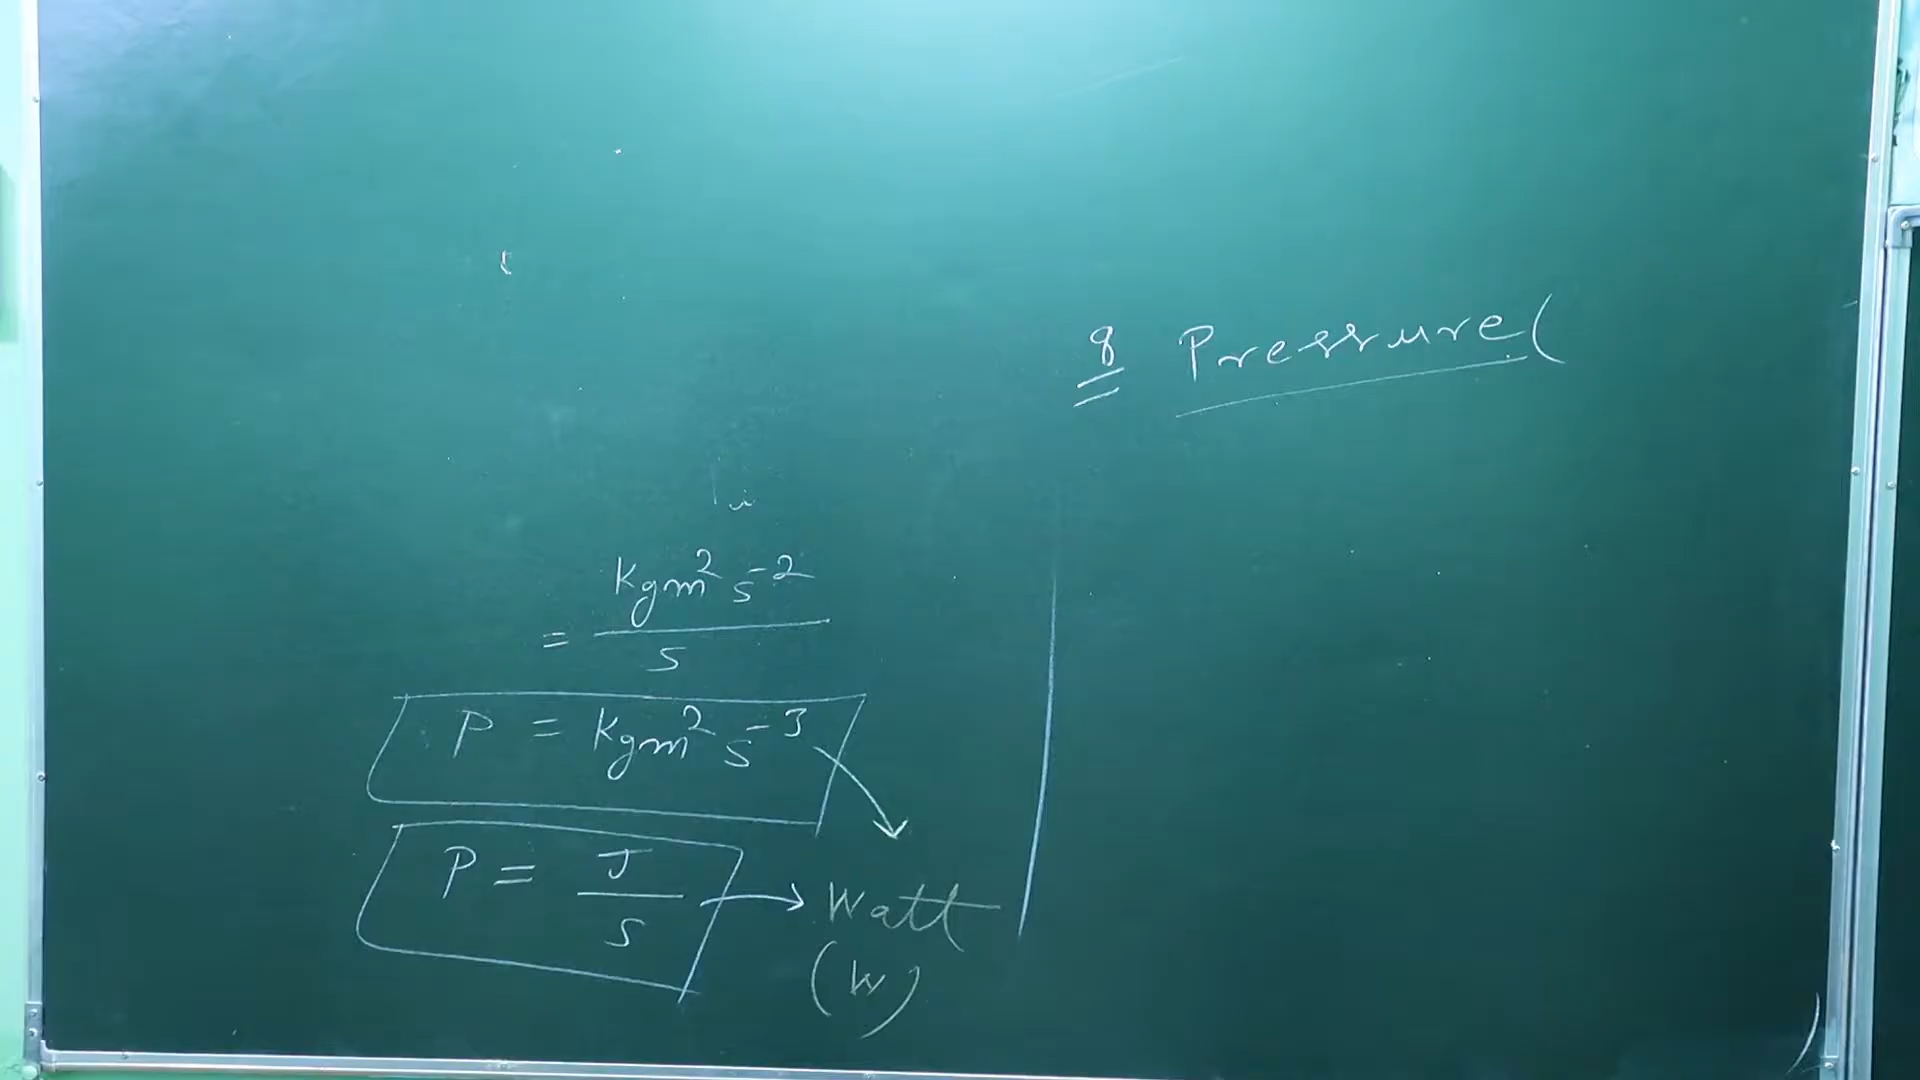 = Kgm² s⁻² / s
P = Kgm² s⁻³
P = J / s → Watt
(W)
8 Pressure(